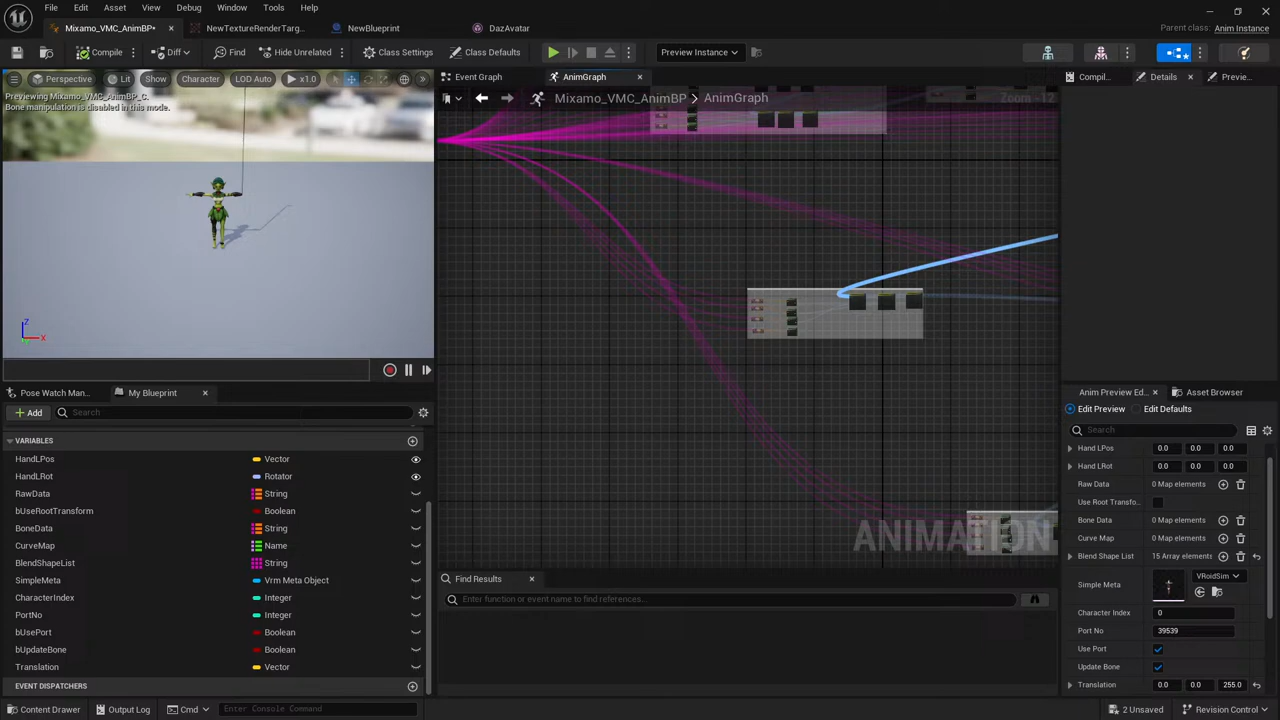 File Edit Asset View Debug Window Tools Help
Mixamo_VMC_AnimBP• NewTextureRenderTarg... NewBlueprint DazAvatar
Parent class: Anim Instance
Compile Diff Find Hide Unrelated Class Settings Class Defaults Preview Instance
Perspective Lit Show Character LOD Auto x1.0
Previewing Mixamo_VMC_AnimBP_C.
Bone manipulation is disabled in this mode.
Event Graph AnimGraph
Mixamo_VMC_AnimBP AnimGraph
Zoom -12
Compil... Details Previe...
ANIMATION
Pose Watch Man... My Blueprint
Add Search
VARIABLES
HandLPos Vector
HandLRot Rotator
RawData String
bUseRootTransform Boolean
BoneData String
CurveMap Name
BlendShapeList String
SimpleMeta Vrm Meta Object
CharacterIndex Integer
PortNo Integer
bUsePort Boolean
bUpdateBone Boolean
Translation Vector
EVENT DISPATCHERS
Find Results
Enter function or event name to find references...
Anim Preview Ed... Asset Browser
Edit Preview Edit Defaults
Search
Hand LPos 0.0 0.0 0.0
Hand LRot 0.0 0.0 0.0
Raw Data 0 Map elements
Use Root Transfo...
Bone Data 0 Map elements
Curve Map 0 Map elements
Blend Shape List 15 Array elements
Simple Meta VRoidSim
Character Index 0
Port No 39539
Use Port
Update Bone
Translation 0.0 0.0 255.0
Content Drawer Output Log Cmd Enter Console Command
2 Unsaved Revision Control